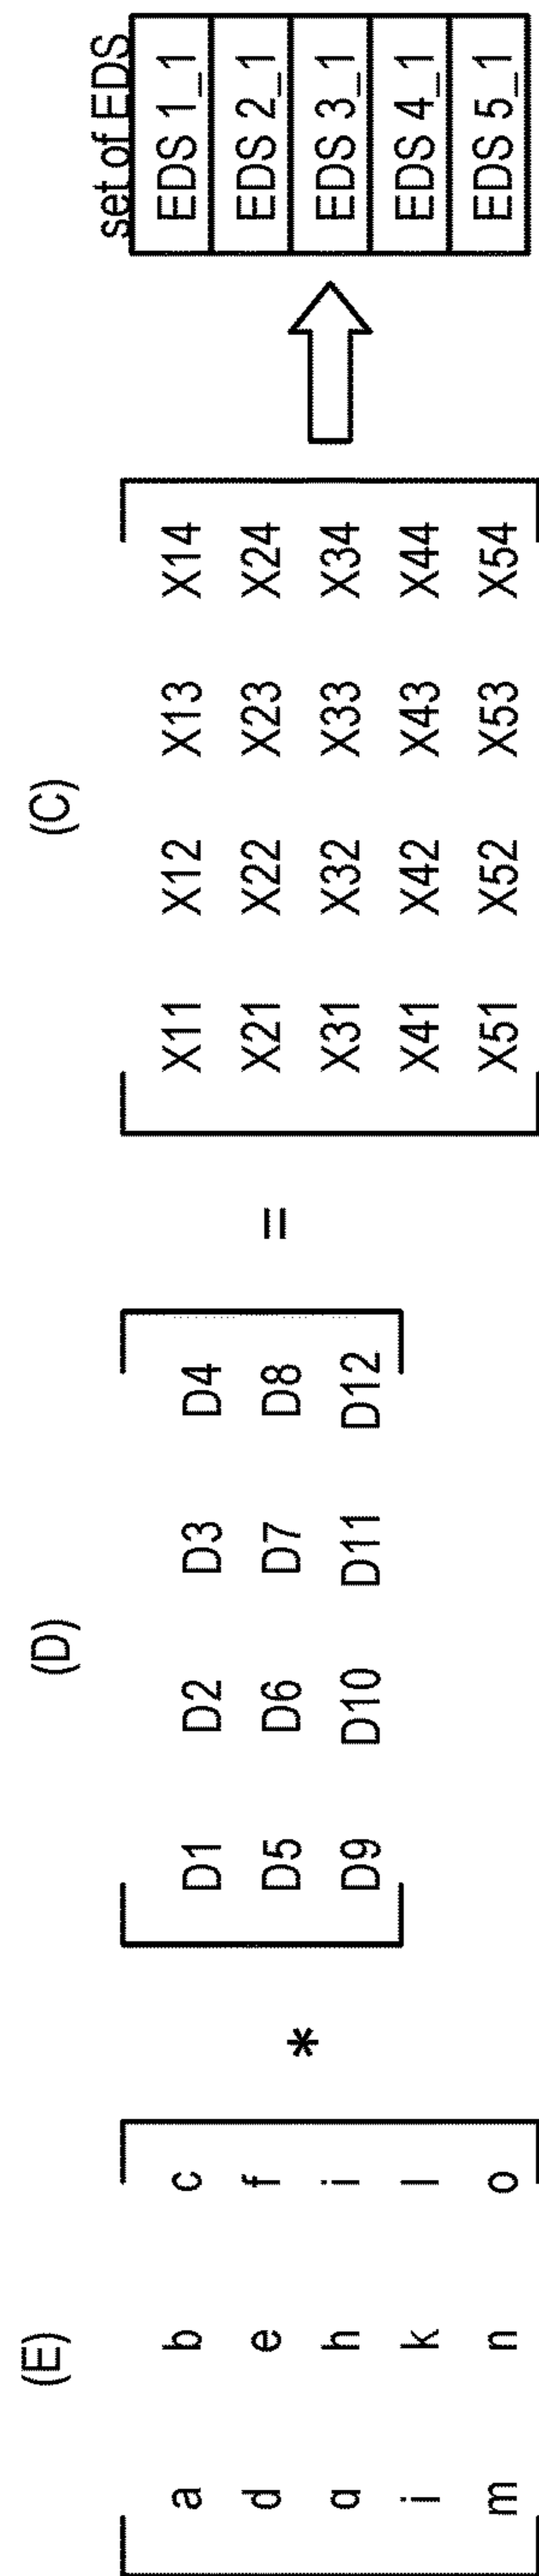 (E) (D) (C) set of EDS
a b c D1 D2 D3 D4 X11 X12 X13 X14 EDS 1_1
d e f * D5 D6 D7 D8 = X21 X22 X23 X24 EDS 2_1
g h i D9 D10 D11 D12 X31 X32 X33 X34 EDS 3_1
j k l X41 X42 X43 X44 EDS 4_1
m n o X51 X52 X53 X54 EDS 5_1